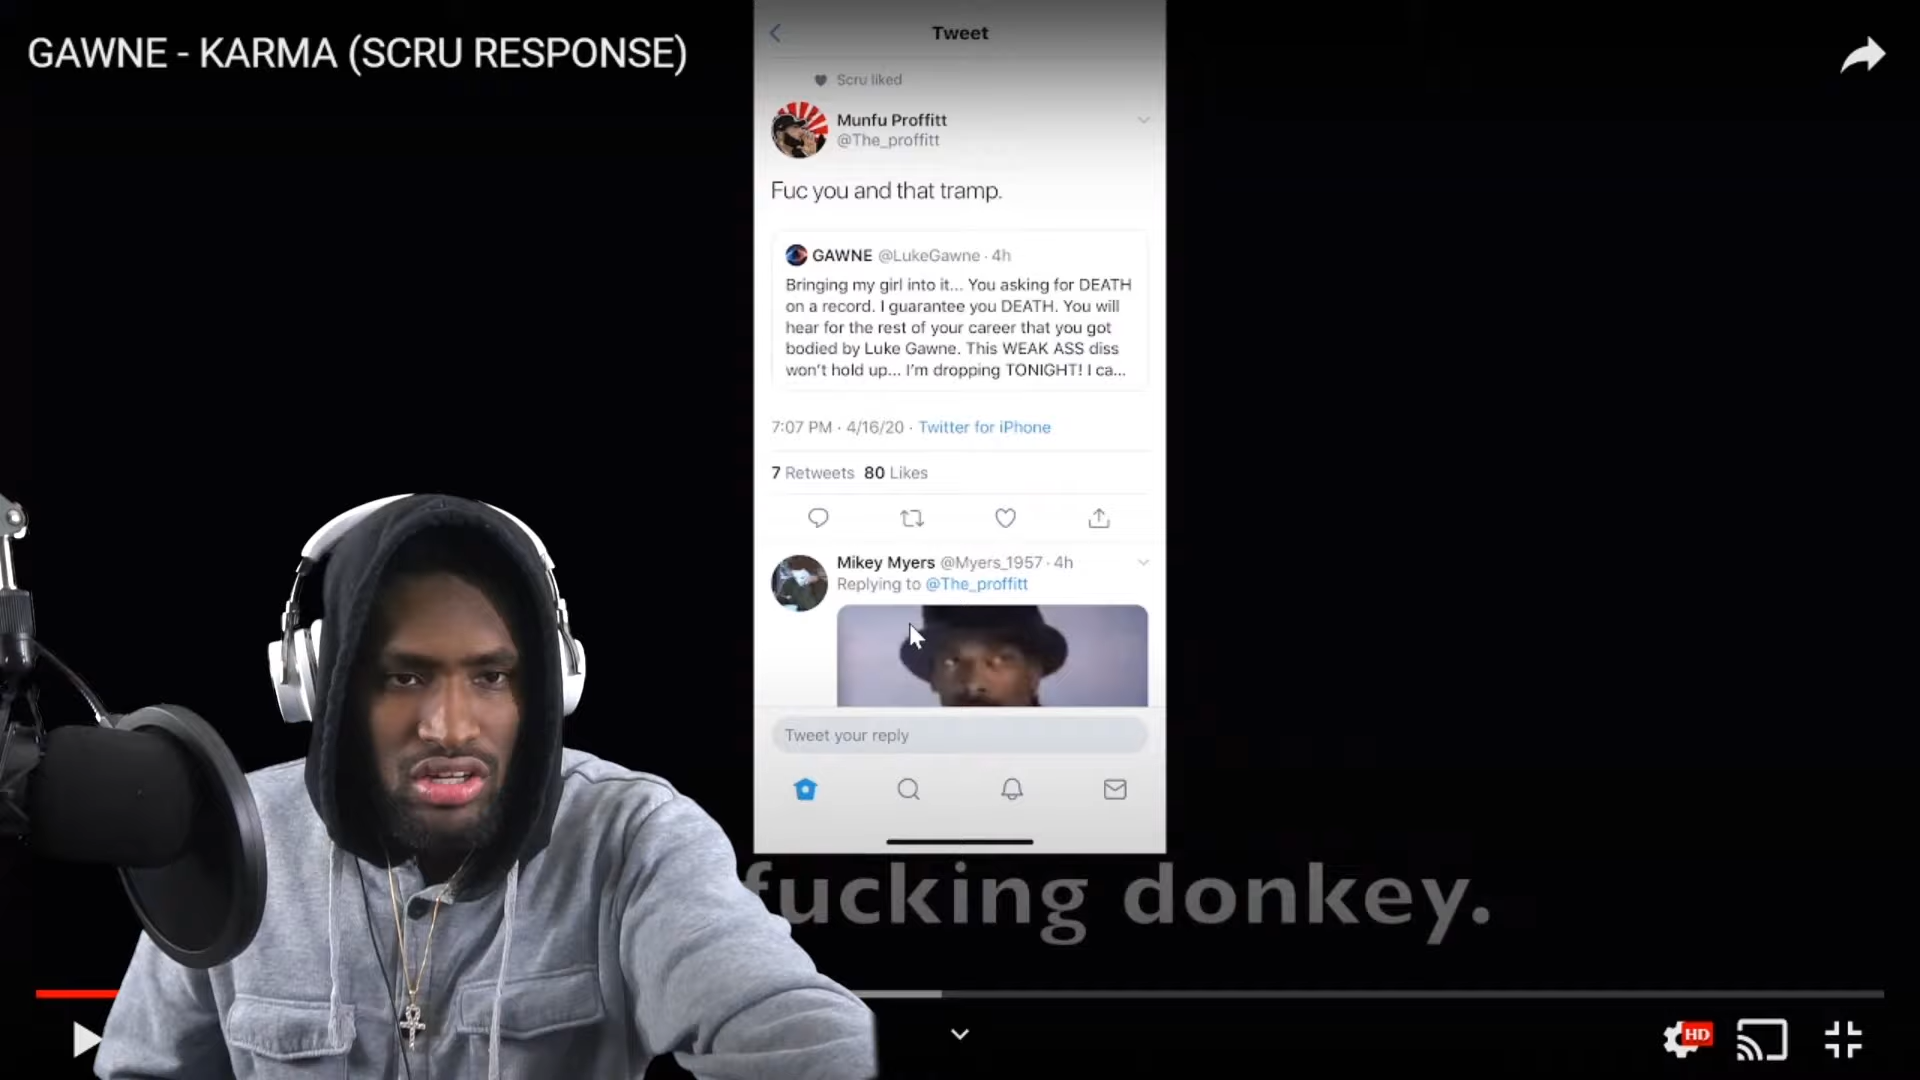 GAWNE - KARMA (SCRU RESPONSE)
Tweet
Scru liked
Munfu Proffitt
@The_proffitt
Fuc you and that tramp.
GAWNE @LukeGawne · 4h
Bringing my girl into it... You asking for DEATH
on a record. I guarantee you DEATH. You will
hear for the rest of your career that you got
bodied by Luke Gawne. This WEAK ASS diss
won't hold up... I'm dropping TONIGHT! I ca...
7:07 PM · 4/16/20 · Twitter for iPhone
7 Retweets 80 Likes
Mikey Myers @Myers_1957 · 4h
Replying to @The_proffitt
Tweet your reply
fucking donkey.
HD